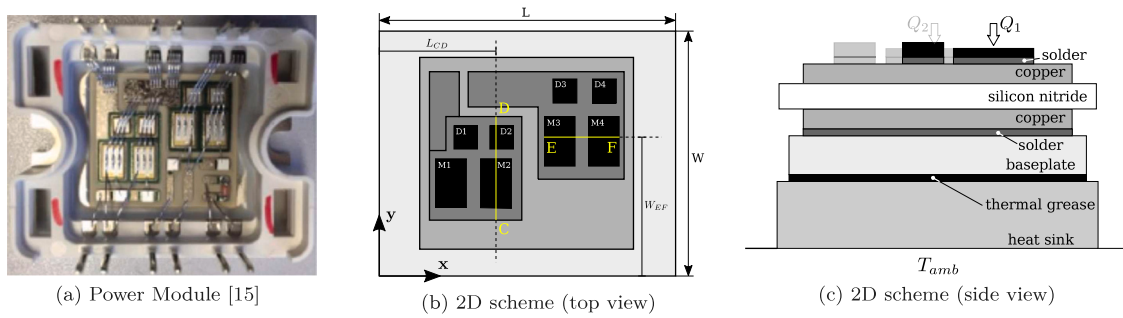 L
L_CD
D3 D4
D
D1 D2
M3 M4
E F
M1 M2
W
W_EF
C
y
x
Q_2 Q_1
solder
copper
silicon nitride
copper
solder
baseplate
thermal grease
heat sink
T_amb
(a) Power Module [15]
(b) 2D scheme (top view)
(c) 2D scheme (side view)